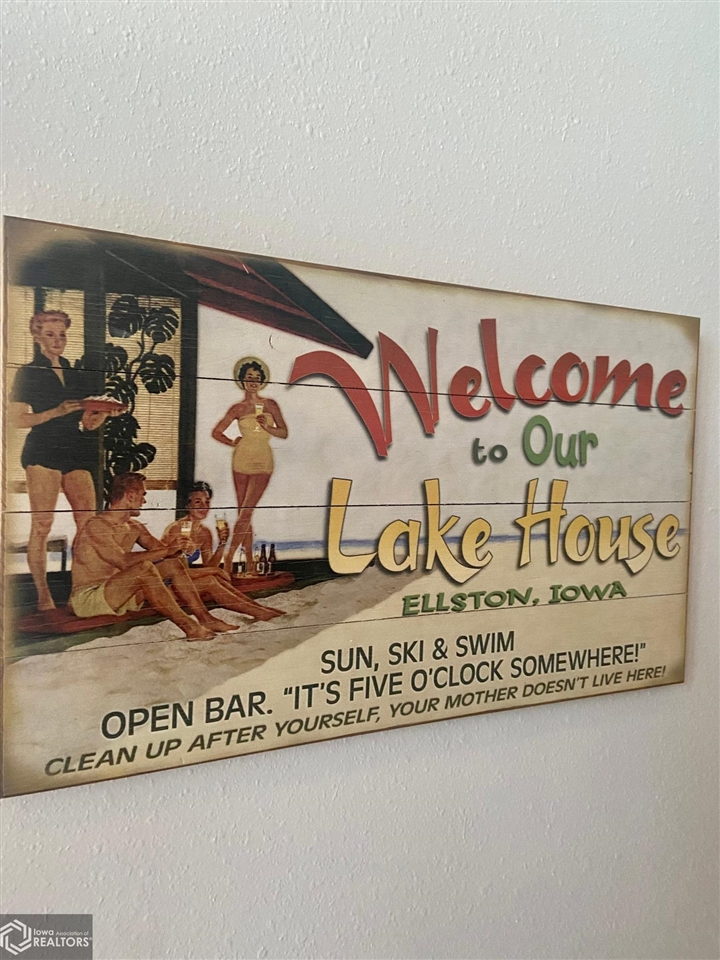 Welcome
to Our
Lake House
ELLSTON, IOWA
SUN, SKI & SWIM
OPEN BAR. "IT'S FIVE O'CLOCK SOMEWHERE!"
CLEAN UP AFTER YOURSELF, YOUR MOTHER DOESN'T LIVE HERE!
Iowa Association of
REALTORS®